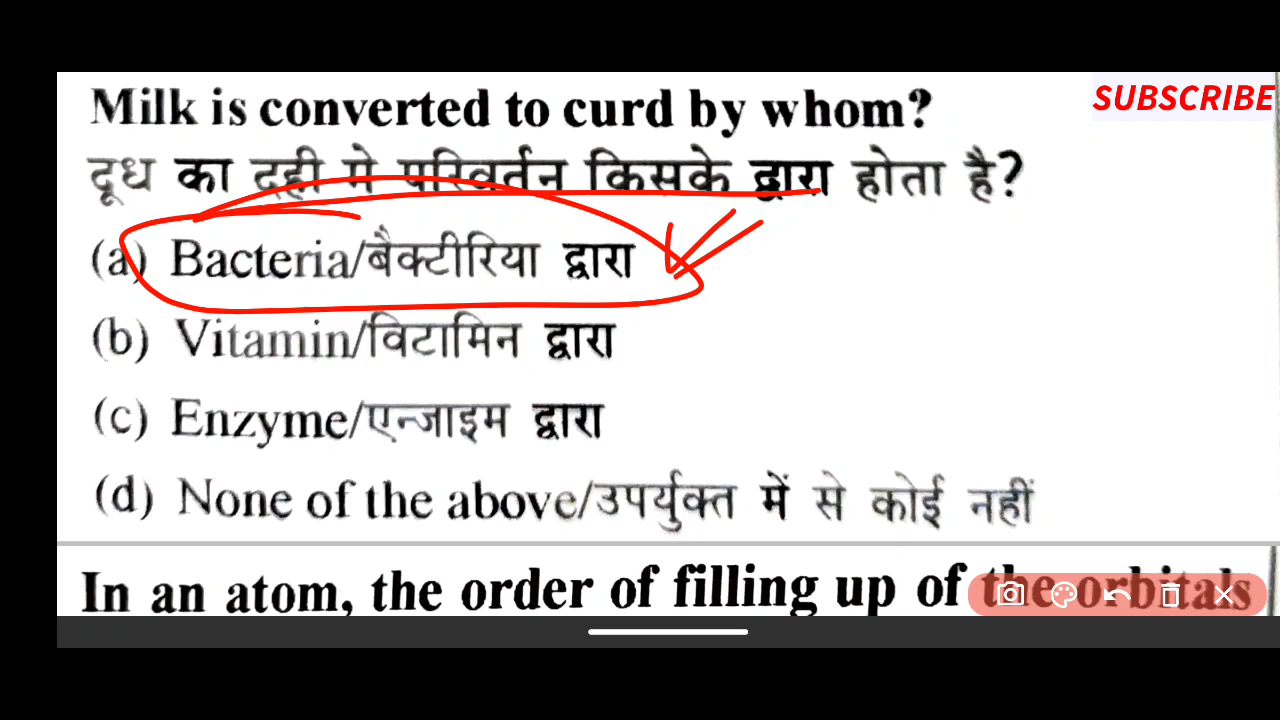 SUBSCRIBE
Milk is converted to curd by whom?
दूध का दही मे परिवर्तन किसके द्वारा होता है?
(a) Bacteria/बैक्टीरिया द्वारा
(b) Vitamin/विटामिन द्वारा
(c) Enzyme/एन्जाइम द्वारा
(d) None of the above/उपर्युक्त में से कोई नहीं
In an atom, the order of filling up of the orbitals